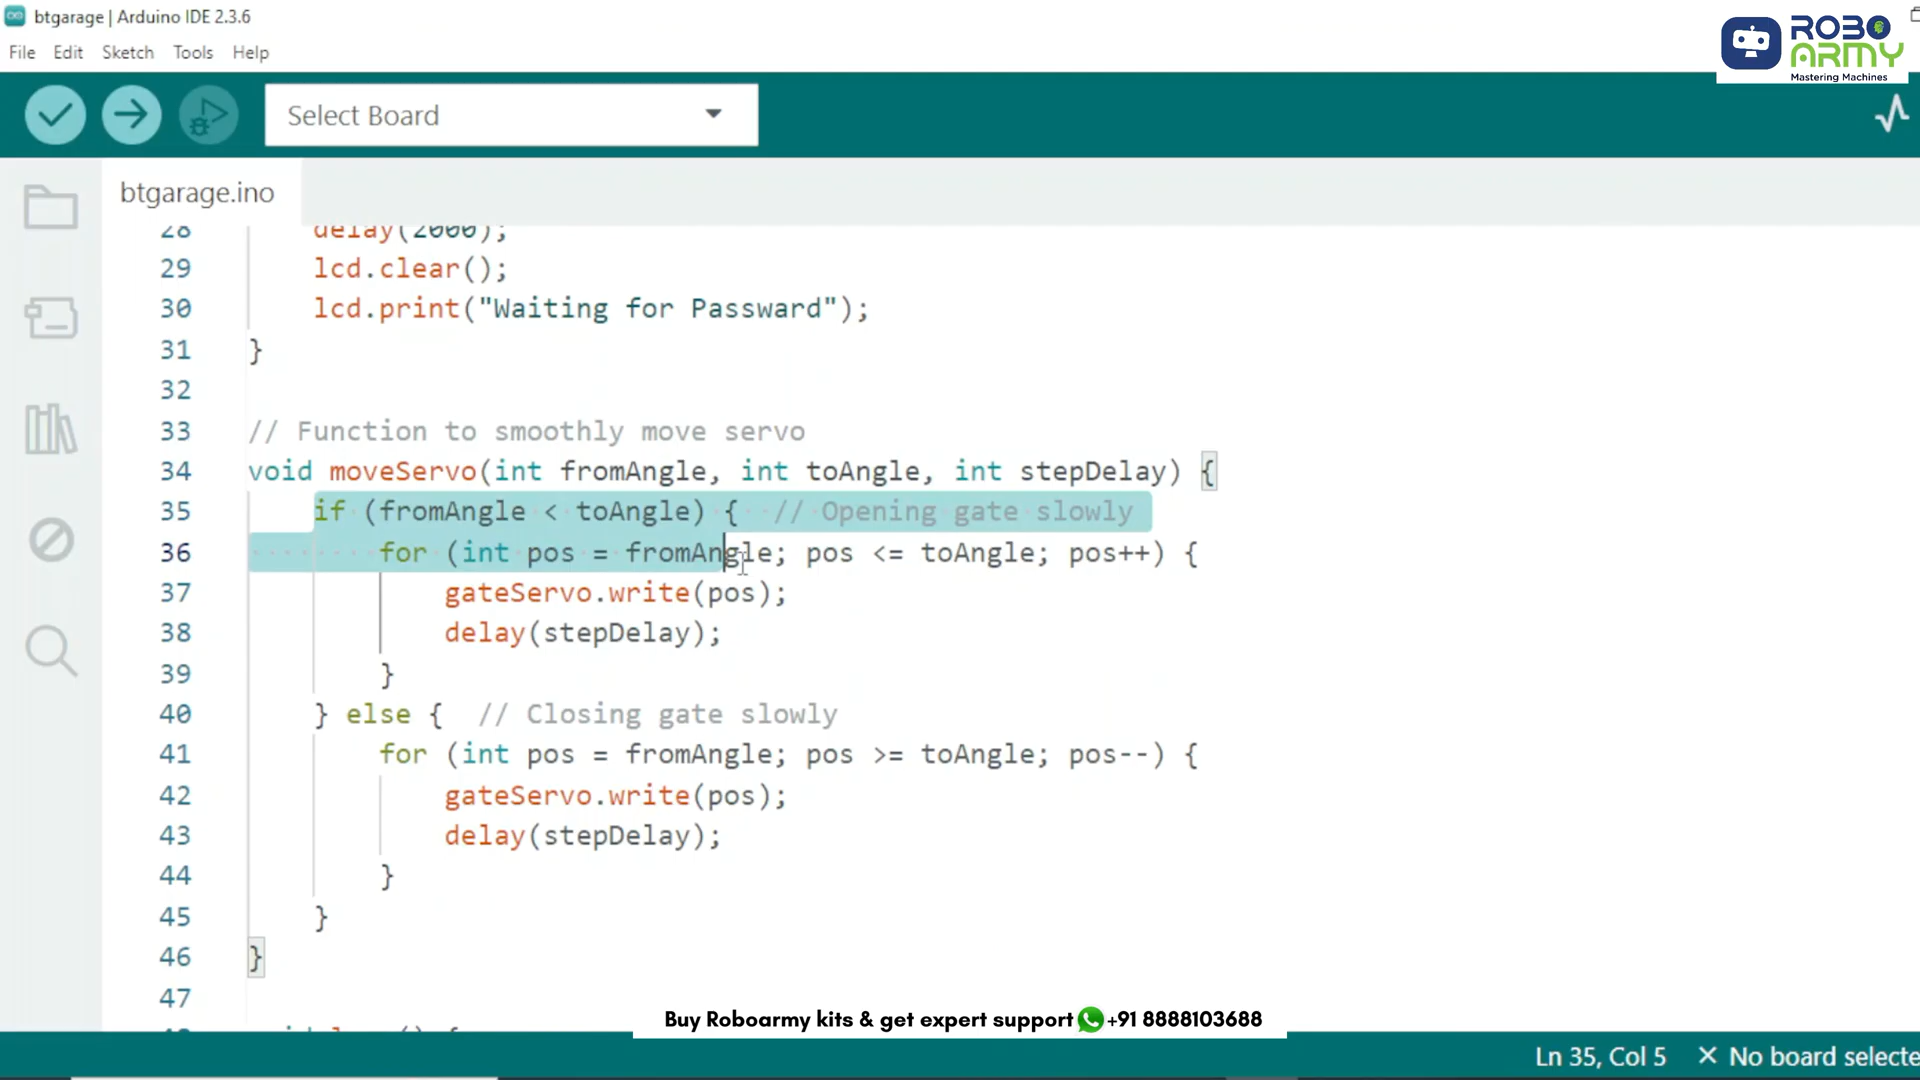 btgarage | Arduino IDE 2.3.6
File Edit Sketch Tools Help
ROBO
ARMY
Mastering Machines
Select Board
btgarage.ino
28 delay(2000);
29 lcd.clear();
30 lcd.print("Waiting for Passward");
31 }
32
33 // Function to smoothly move servo
34 void moveServo(int fromAngle, int toAngle, int stepDelay) {
35 if (fromAngle < toAngle) { // Opening gate slowly
36 for (int pos = fromAngle; pos <= toAngle; pos++) {
37 gateServo.write(pos);
38 delay(stepDelay);
39 }
40 } else { // Closing gate slowly
41 for (int pos = fromAngle; pos >= toAngle; pos--) {
42 gateServo.write(pos);
43 delay(stepDelay);
44 }
45 }
46 }
47
Buy Roboarmy kits & get expert support +91 8888103688
Ln 35, Col 5 × No board selecte